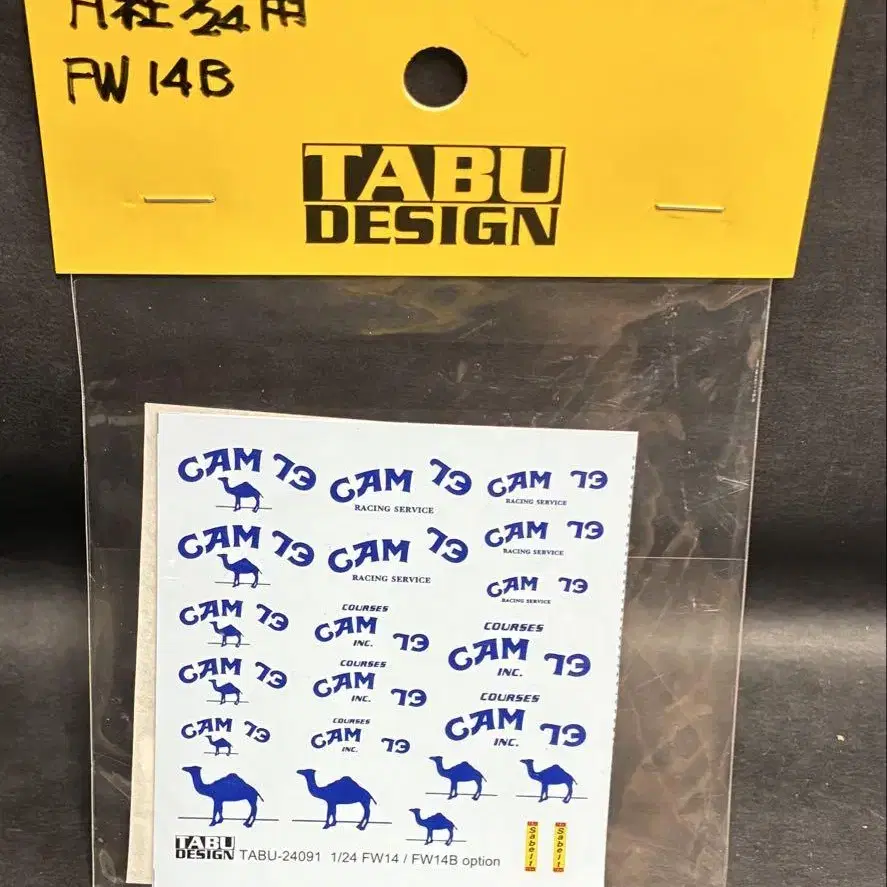 H社 1/24用
FW14B
TABU
DESIGN
CAM 73
CAM 73
RACING SERVICE
CAM 73
RACING SERVICE
CAM 73
CAM 73
RACING SERVICE
CAM 73
RACING SERVICE
CAM 73
RACING SERVICE
CAM 73
COURSES
CAM 73
INC.
COURSES
CAM 73
INC.
CAM 73
COURSES
CAM 73
INC.
COURSES
CAM 73
INC.
CAM 73
COURSES
CAM 73
INC.
Sabelt
Sabelt
TABU
DESIGN
TABU-24091 1/24 FW14 / FW14B option